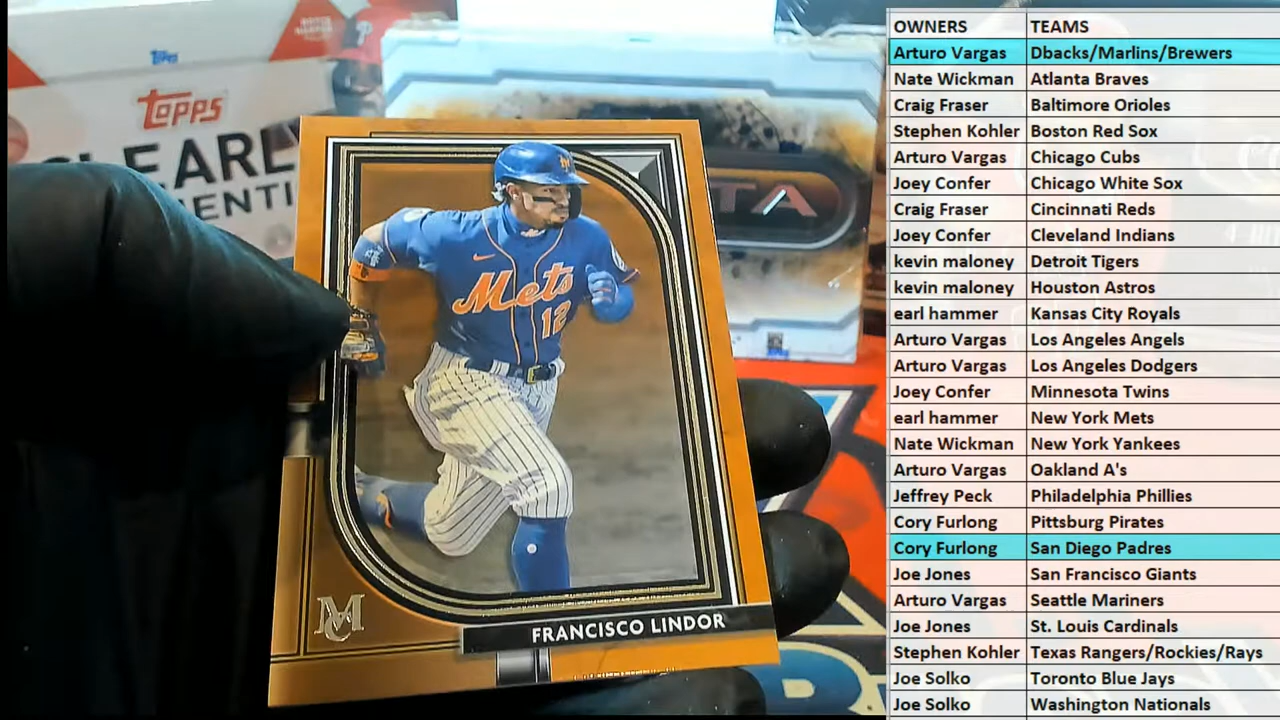 Topps
topps
CLEARLY
AUTHENTIC
TA
Mets
12
MC
FRANCISCO LINDOR
OWNERS TEAMS
Arturo Vargas Dbacks/Marlins/Brewers
Nate Wickman Atlanta Braves
Craig Fraser Baltimore Orioles
Stephen Kohler Boston Red Sox
Arturo Vargas Chicago Cubs
Joey Confer Chicago White Sox
Craig Fraser Cincinnati Reds
Joey Confer Cleveland Indians
kevin maloney Detroit Tigers
kevin maloney Houston Astros
earl hammer Kansas City Royals
Arturo Vargas Los Angeles Angels
Arturo Vargas Los Angeles Dodgers
Joey Confer Minnesota Twins
earl hammer New York Mets
Nate Wickman New York Yankees
Arturo Vargas Oakland A's
Jeffrey Peck Philadelphia Phillies
Cory Furlong Pittsburg Pirates
Cory Furlong San Diego Padres
Joe Jones San Francisco Giants
Arturo Vargas Seattle Mariners
Joe Jones St. Louis Cardinals
Stephen Kohler Texas Rangers/Rockies/Rays
Joe Solko Toronto Blue Jays
Joe Solko Washington Nationals